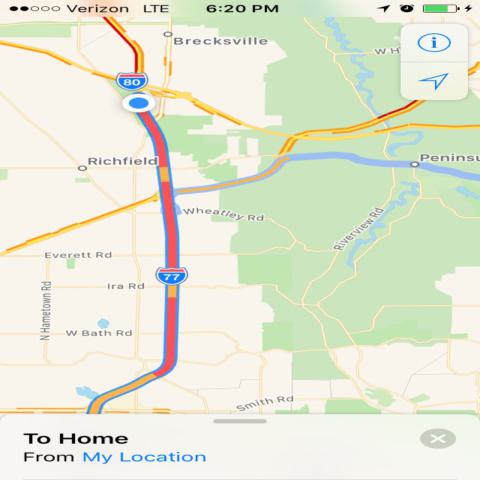 Verizon LTE 6:20 PM
Brecksville
W H
80
Richfield
Peninsu
Wheatley Rd
Riverview Rd
Everett Rd
77
Ira Rd
N Hametown Rd
W Bath Rd
Smith Rd
To Home
From My Location